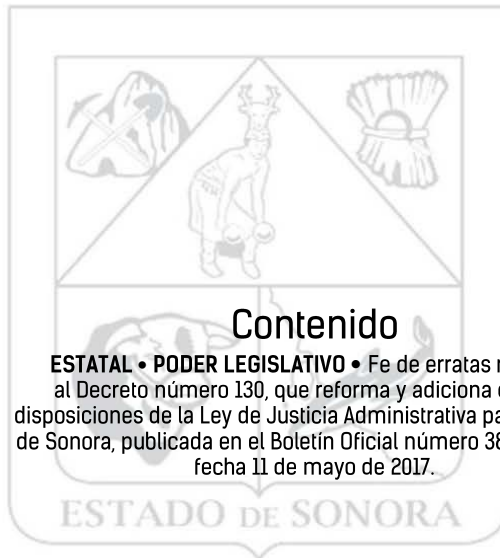 Contenido
ESTATAL • PODER LEGISLATIVO • Fe de erratas
al Decreto número 130, que reforma y adiciona
disposiciones de la Ley de Justicia Administrativa
de Sonora, publicada en el Boletín Oficial número
fecha 11 de mayo de 2017.
ESTADO DE SONORA